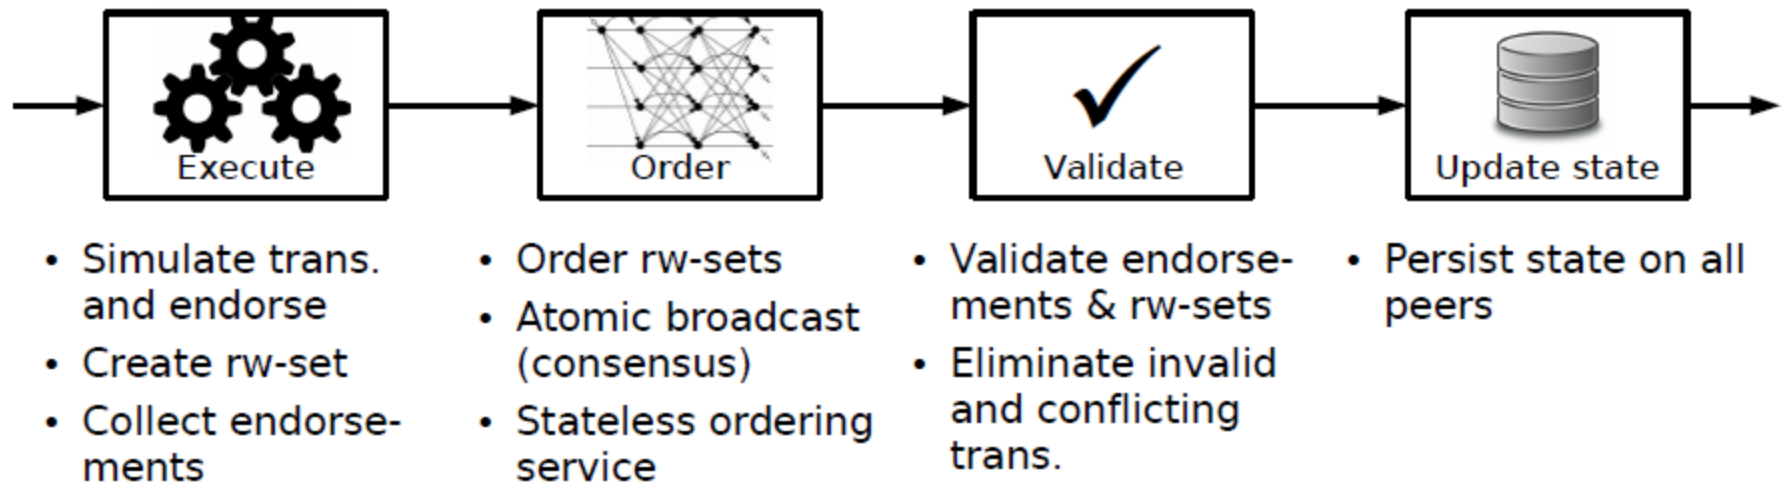 Execute
Order
Validate
Update state
• Simulate trans.
and endorse
• Create rw-set
• Collect endorse-
ments
• Order rw-sets
• Atomic broadcast
(consensus)
• Stateless ordering
service
• Validate endorse-
ments & rw-sets
• Eliminate invalid
and conflicting
trans.
• Persist state on all
peers